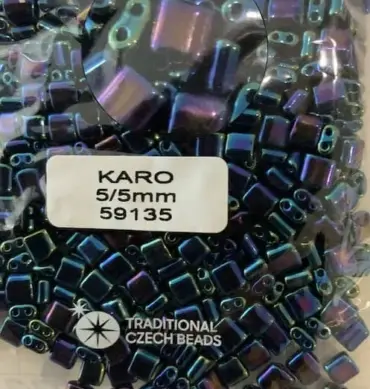 KARO
5/5mm
59135
TRADITIONAL
CZECH BEADS